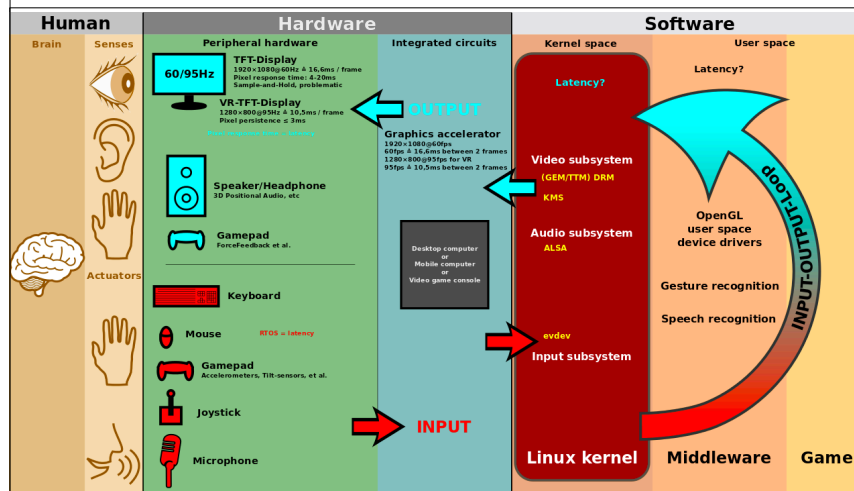 Human
Hardware
Software
Brain
Senses
Peripheral hardware
Integrated circuits
Kernel space
User space
60/95Hz
TFT-Display
1920×1080@60Hz ≙ 16,6ms / frame
Pixel response time: 4-20ms
Sample-and-Hold, problematic
VR-TFT-Display
1280×800@95Hz ≙ 10,5ms / frame
Pixel persistence ≤ 3ms
OUTPUT
Graphics accelerator
1920×1080@60fps
60fps ≙ 16,6ms between 2 frames
1280×800@95fps for VR
95fps ≙ 10,5ms between 2 frames
Speaker/Headphone
3D Positional Audio, etc
Gamepad
ForceFeedback et al.
Desktop computer
or
Mobile computer
or
Video game console
Actuators
Keyboard
Mouse
RTOS = latency
Gamepad
Accelerometers, Tilt-sensors, et al.
Joystick
INPUT
Microphone
Latency?
Video subsystem
(GEM/TTM) DRM
KMS
Audio subsystem
ALSA
evdev
Input subsystem
Linux kernel
Latency?
OpenGL
user space
device drivers
Gesture recognition
Speech recognition
INPUT-OUTPUT-Loop
Middleware
Game